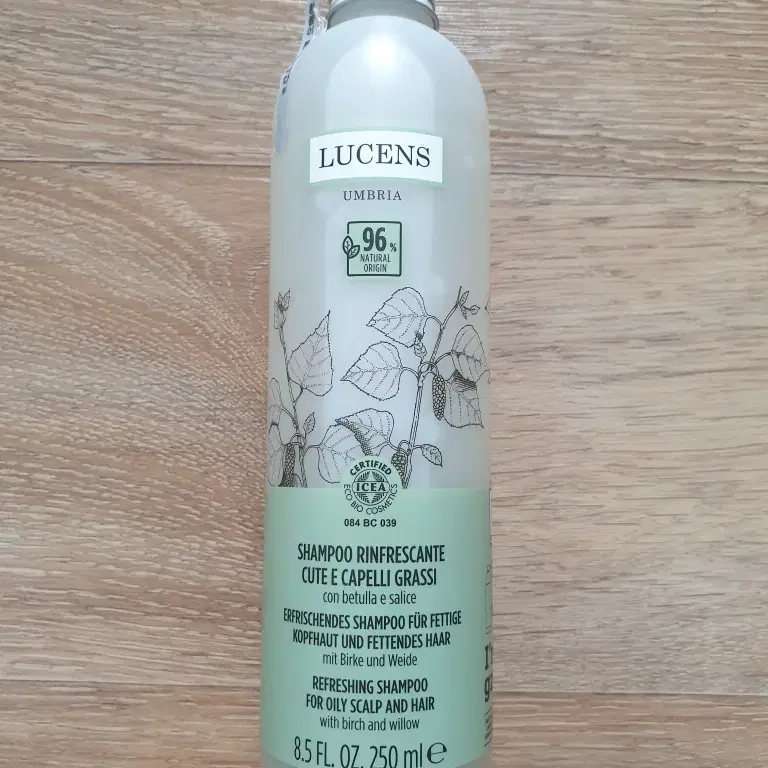 LUCENS
UMBRIA
96%
NATURAL
ORIGIN
CERTIFIED
ICEA
ECO BIO COSMETICS
084 BC 039
SHAMPOO RINFRESCANTE
CUTE E CAPELLI GRASSI
con betulla e salice
ERFRISCHENDES SHAMPOO FÜR FETTIGE
KOPFHAUT UND FETTENDES HAAR
mit Birke und Weide
REFRESHING SHAMPOO
FOR OILY SCALP AND HAIR
with birch and willow
8.5 FL. OZ. 250 ml e